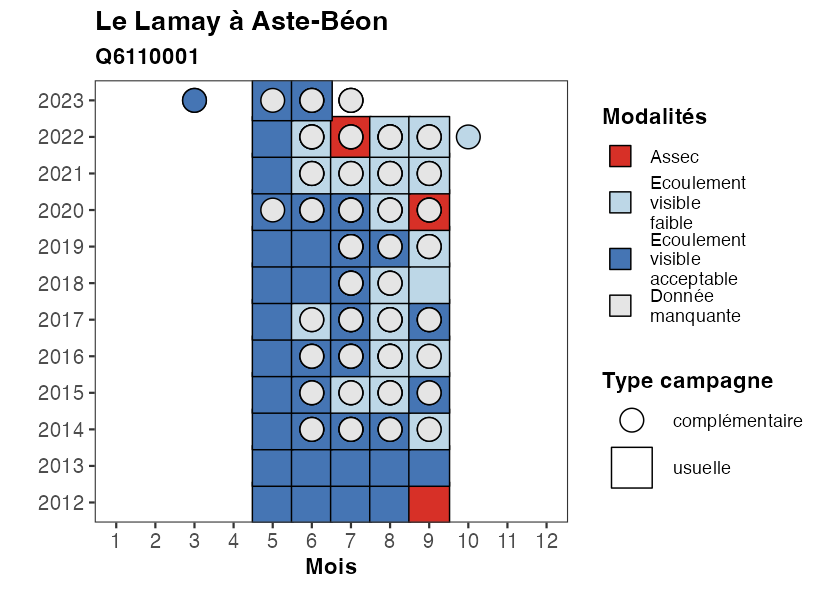 Le Lamay à Aste-Béon
Q6110001
2023
2022
2021
2020
2019
2018
2017
2016
2015
2014
2013
2012
1 2 3 4 5 6 7 8 9 10 11 12
Mois
Modalités
Assec
Ecoulement
visible
faible
Ecoulement
visible
acceptable
Donnée
manquante
Type campagne
complémentaire
usuelle